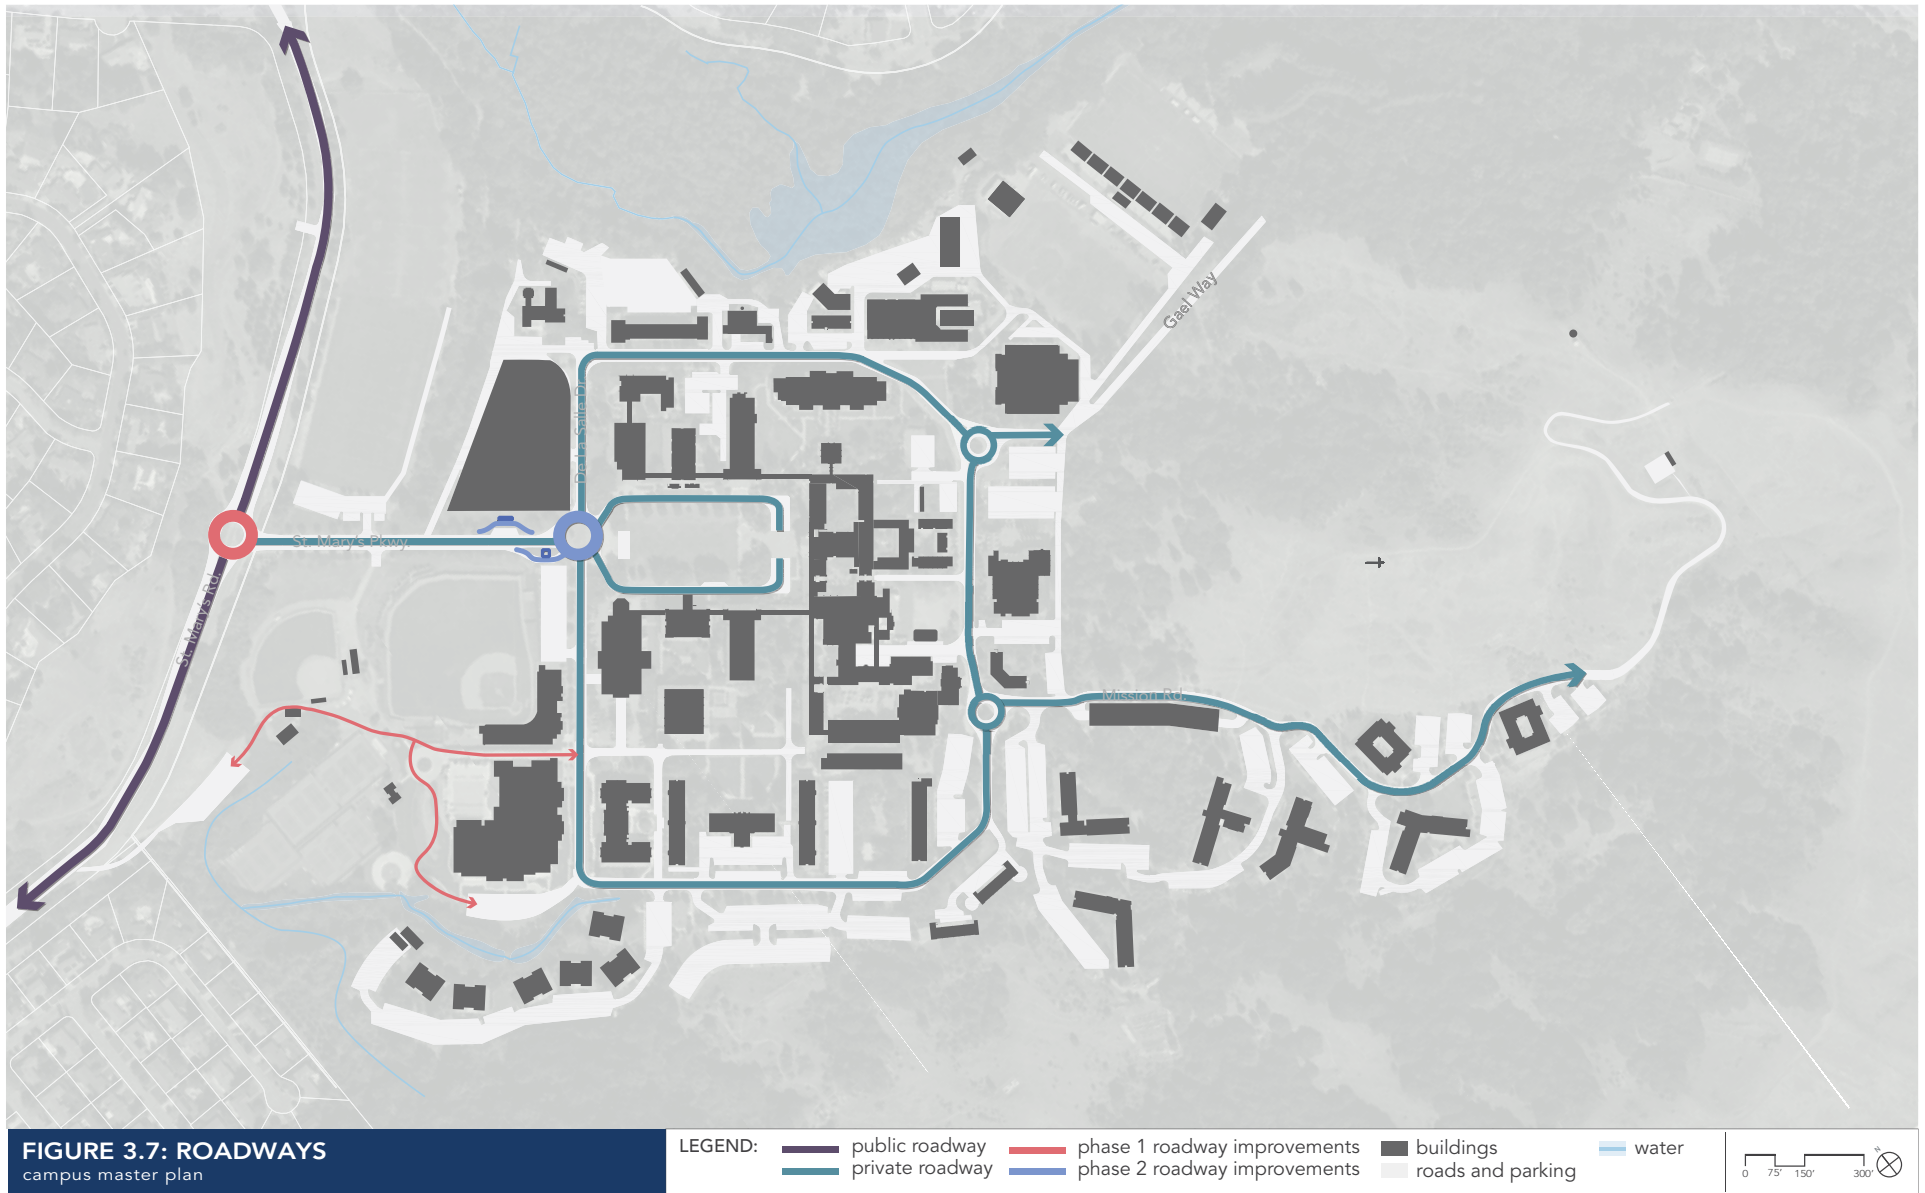 Gael Way
De La Salle Dr.
St. Mary's Pkwy.
St. Mary's Rd.
Mission Rd.
FIGURE 3.7: ROADWAYS
campus master plan
LEGEND:
public roadway
private roadway
phase 1 roadway improvements
phase 2 roadway improvements
buildings
roads and parking
water
0 75' 150' 300'
N